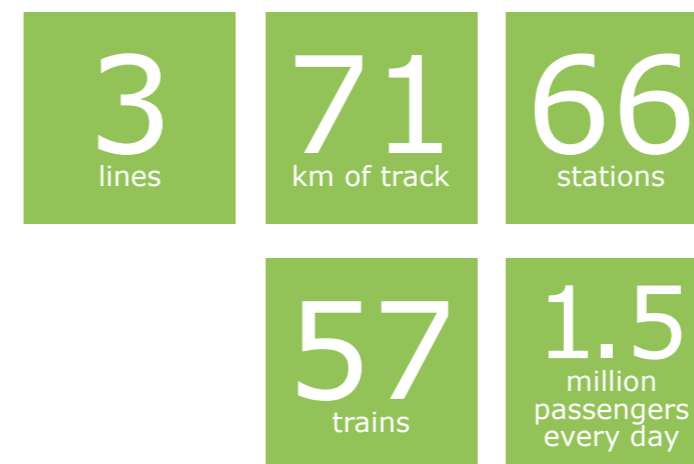 3
lines
71
km of track
66
stations
57
trains
1.5
million
passengers
every day